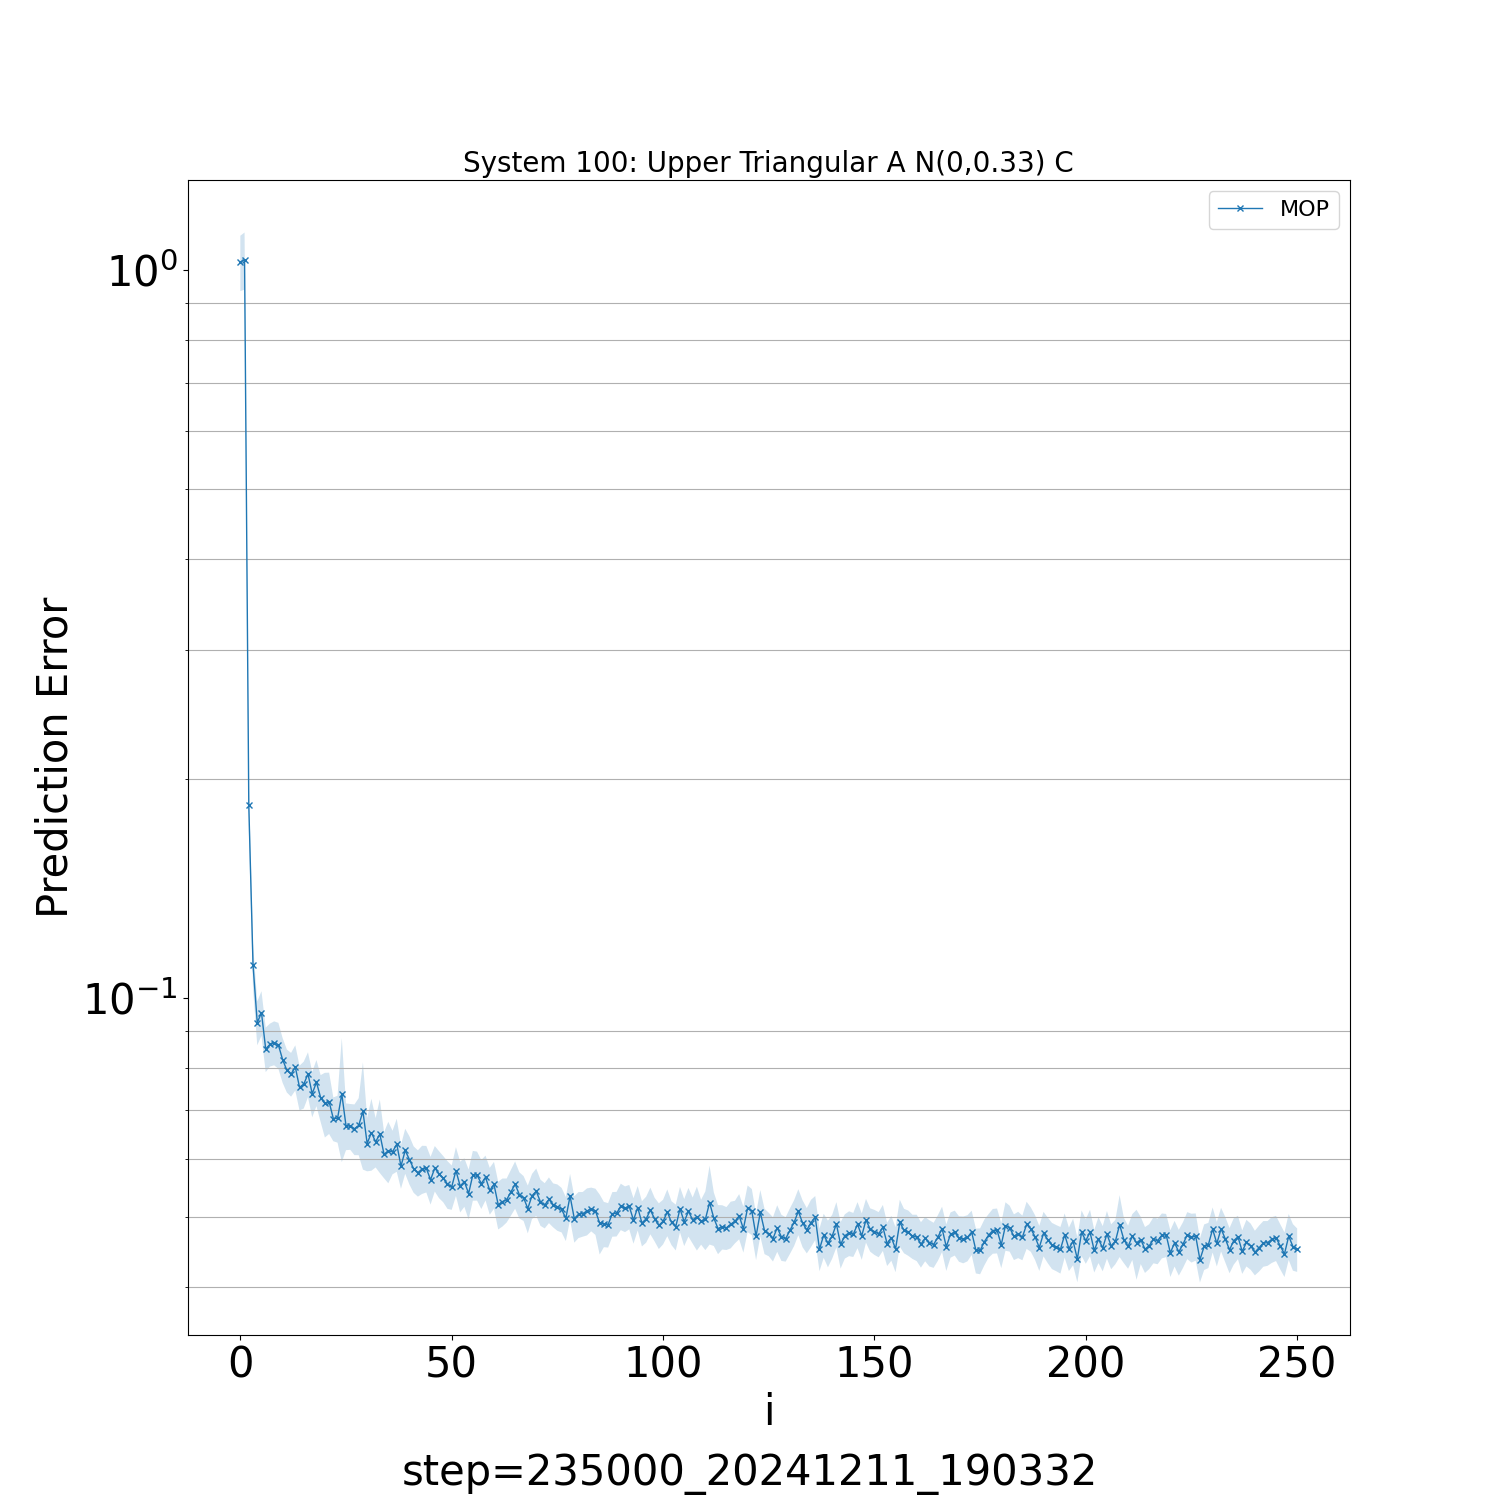 System 100: Upper Triangular A N(0,0.33) C
MOP
10⁰
10⁻¹
Prediction Error
0 50 100 150 200 250
i
step=235000_20241211_190332